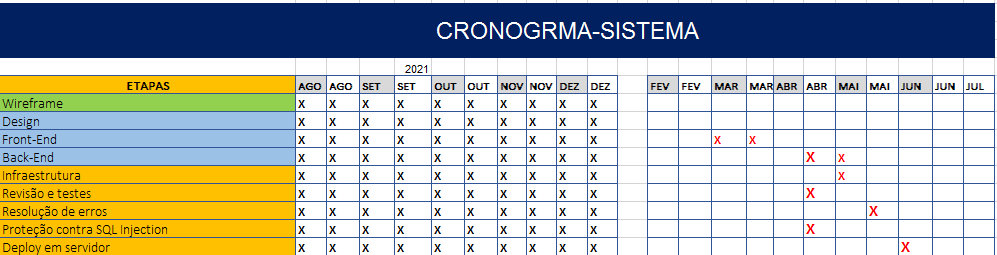 CRONOGRMA-SISTEMA
2021
ETAPAS AGO AGO SET SET OUT OUT NOV NOV DEZ DEZ FEV FEV MAR MAR ABR ABR MAI MAI JUN JUN JUL
Wireframe X X X X X X X X X X
Design X X X X X X X X X X
Front-End X X X X X X X X X X X X
Back-End X X X X X X X X X X X X
Infraestrutura X X X X X X X X X X X
Revisão e testes X X X X X X X X X X X
Resolução de erros X X X X X X X X X X X
Proteção contra SQL Injection X X X X X X X X X X X
Deploy em servidor X X X X X X X X X X X